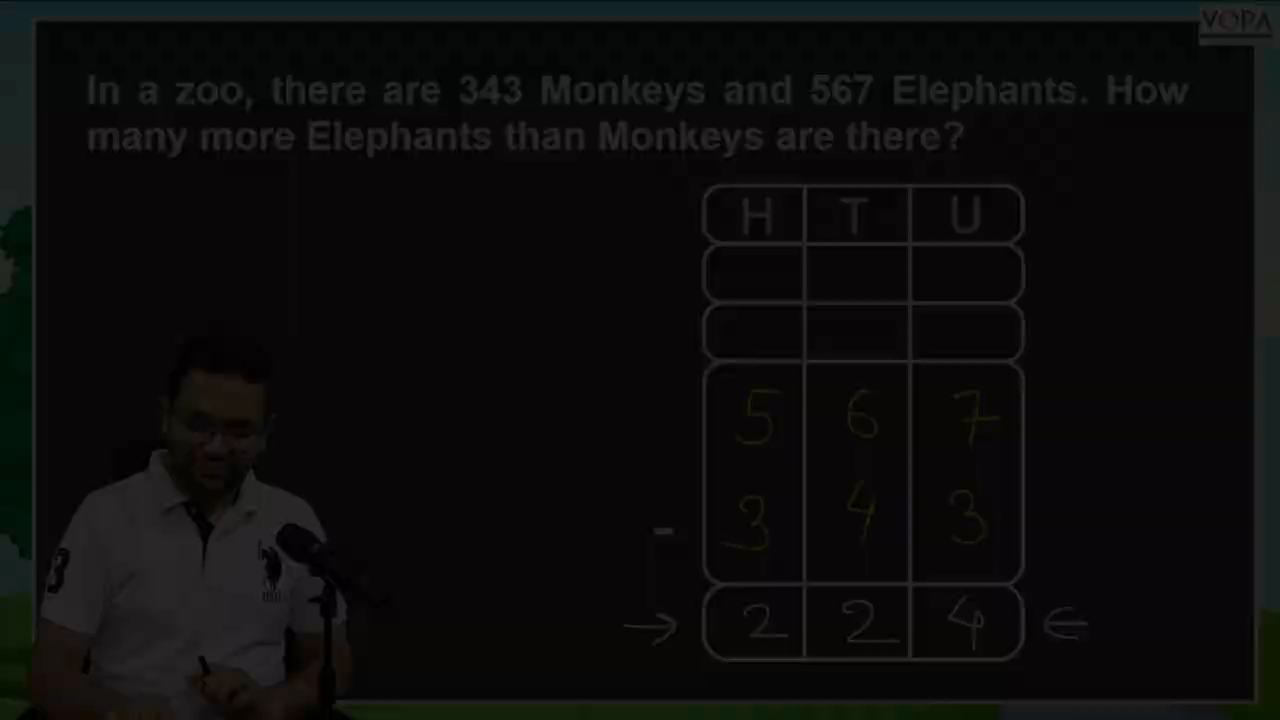 VOPA
In a zoo, there are 343 Monkeys and 567 Elephants. How
many more Elephants than Monkeys are there?
H T U
5 6 7
- 3 4 3
→ 2 2 4 ←
3